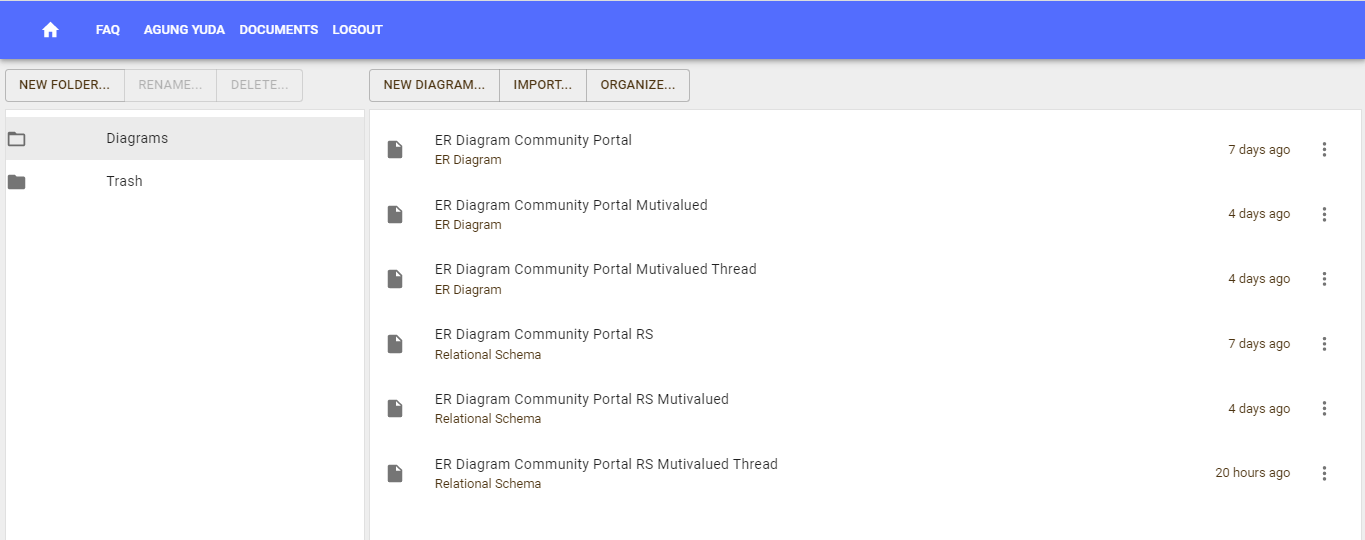 FAQ AGUNG YUDA DOCUMENTS LOGOUT
NEW FOLDER... RENAME... DELETE...
NEW DIAGRAM... IMPORT... ORGANIZE...
Diagrams
Trash
ER Diagram Community Portal
ER Diagram
7 days ago
ER Diagram Community Portal Mutivalued
ER Diagram
4 days ago
ER Diagram Community Portal Mutivalued Thread
ER Diagram
4 days ago
ER Diagram Community Portal RS
Relational Schema
7 days ago
ER Diagram Community Portal RS Mutivalued
Relational Schema
4 days ago
ER Diagram Community Portal RS Mutivalued Thread
Relational Schema
20 hours ago